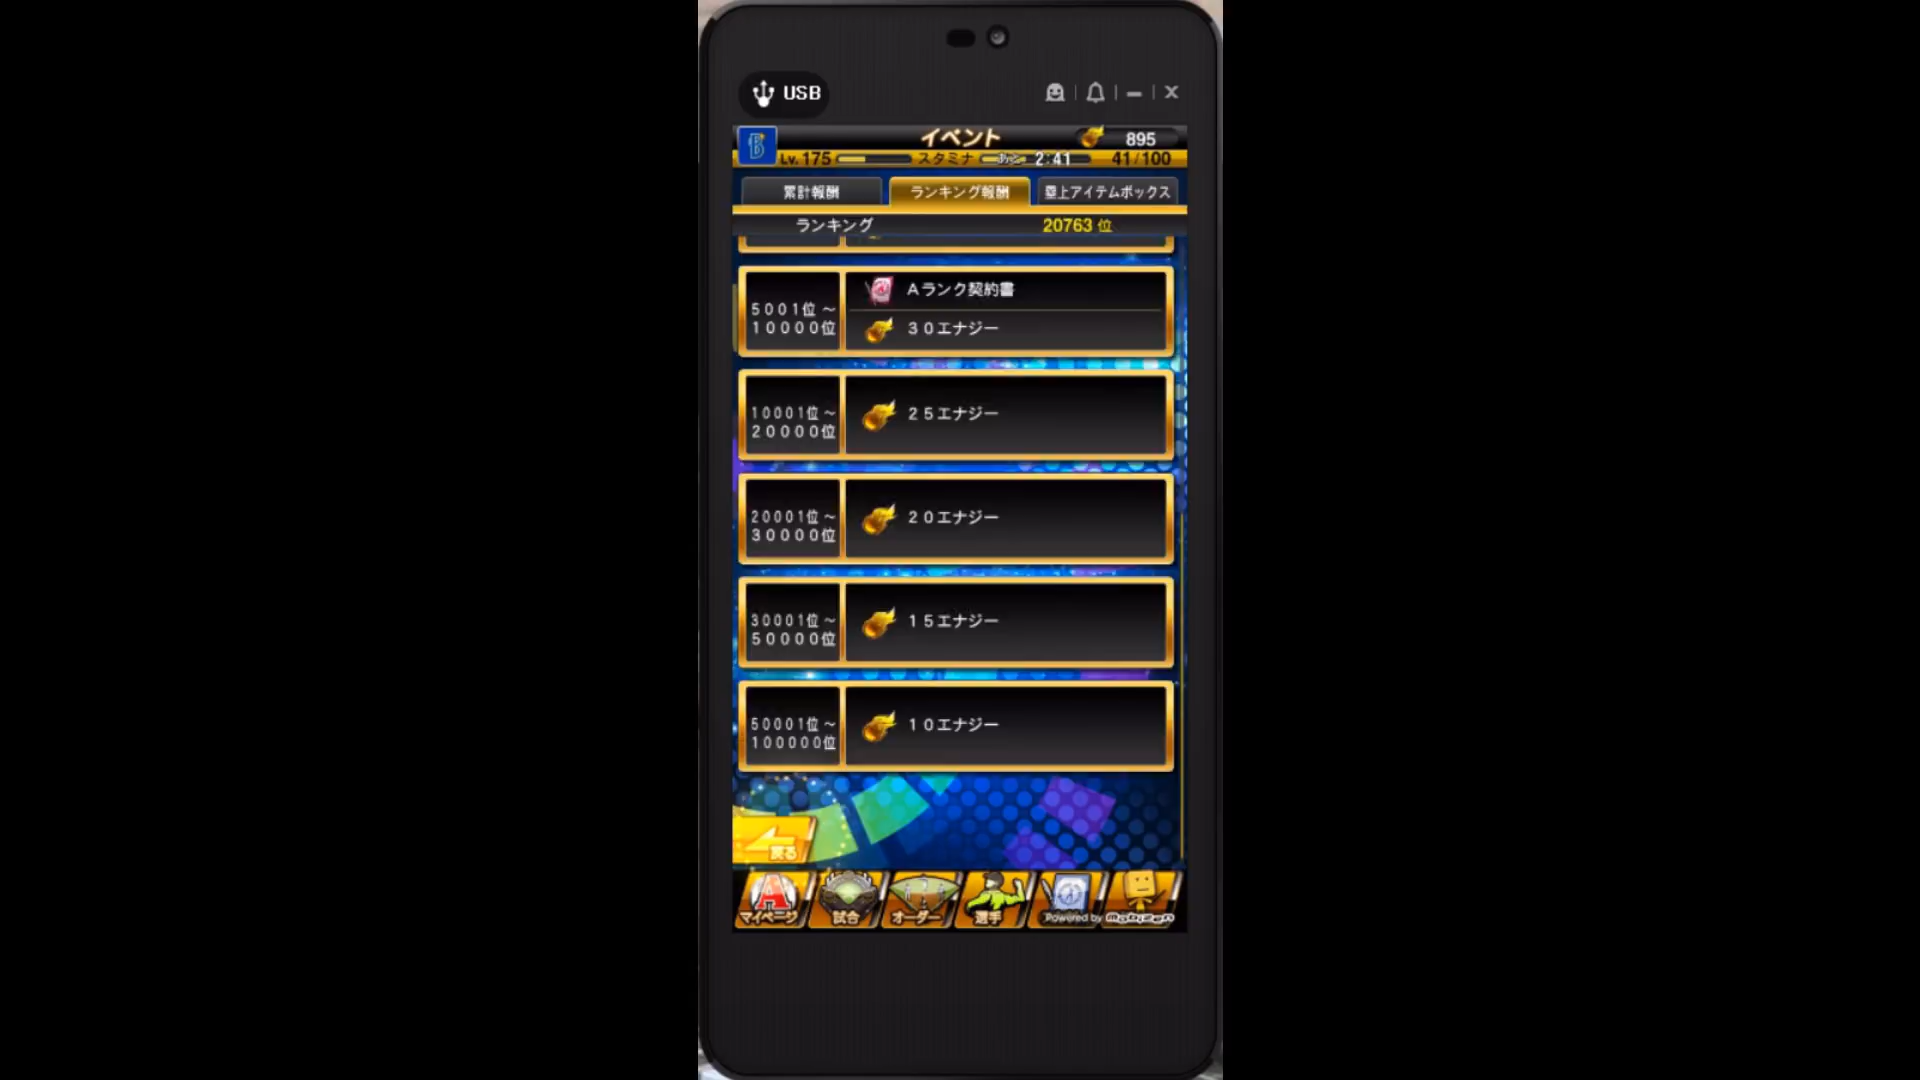 USB
イベント
895
Lv.175
スタミナ
あと 2:41
41/100
累計報酬
ランキング報酬
塁上アイテムボックス
ランキング
20763 位
5001位～
10000位
Aランク契約書
30エナジー
10001位～
20000位
25エナジー
20001位～
30000位
20エナジー
30001位～
50000位
15エナジー
50001位～
100000位
10エナジー
戻る
マイページ
試合
オーダー
選手
Powered by Mobizen